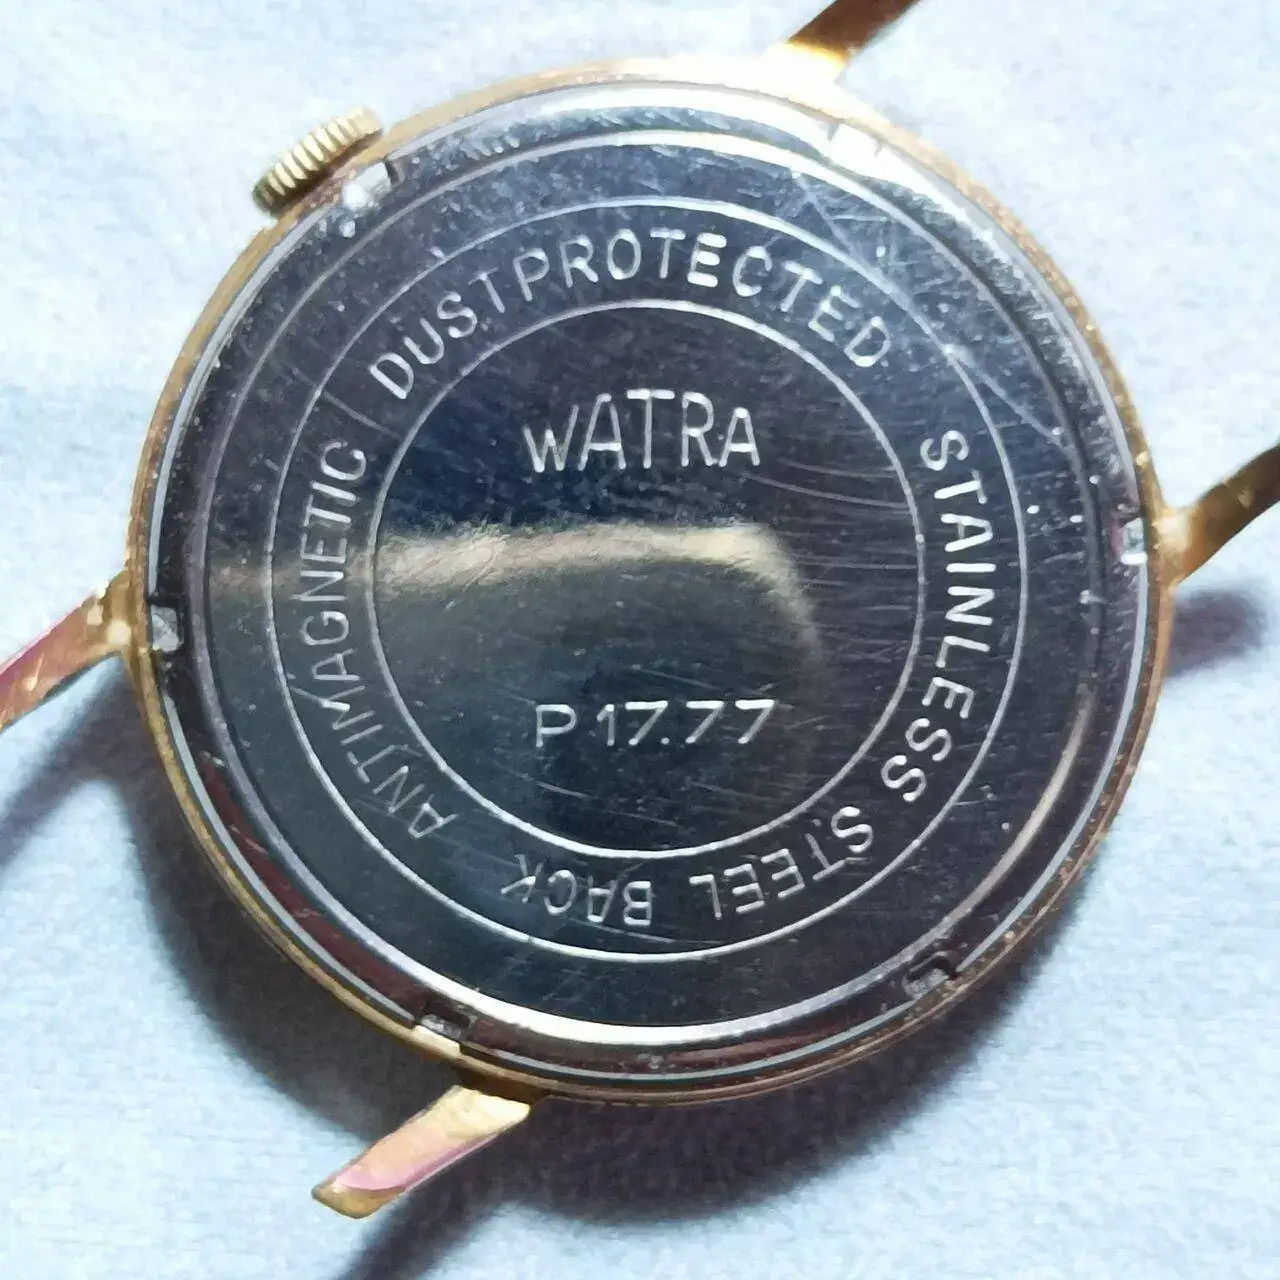 DUSTPROTECTED
STAINLESS STEEL BACK
ANTIMAGNETIC
WATRA
P 17.77